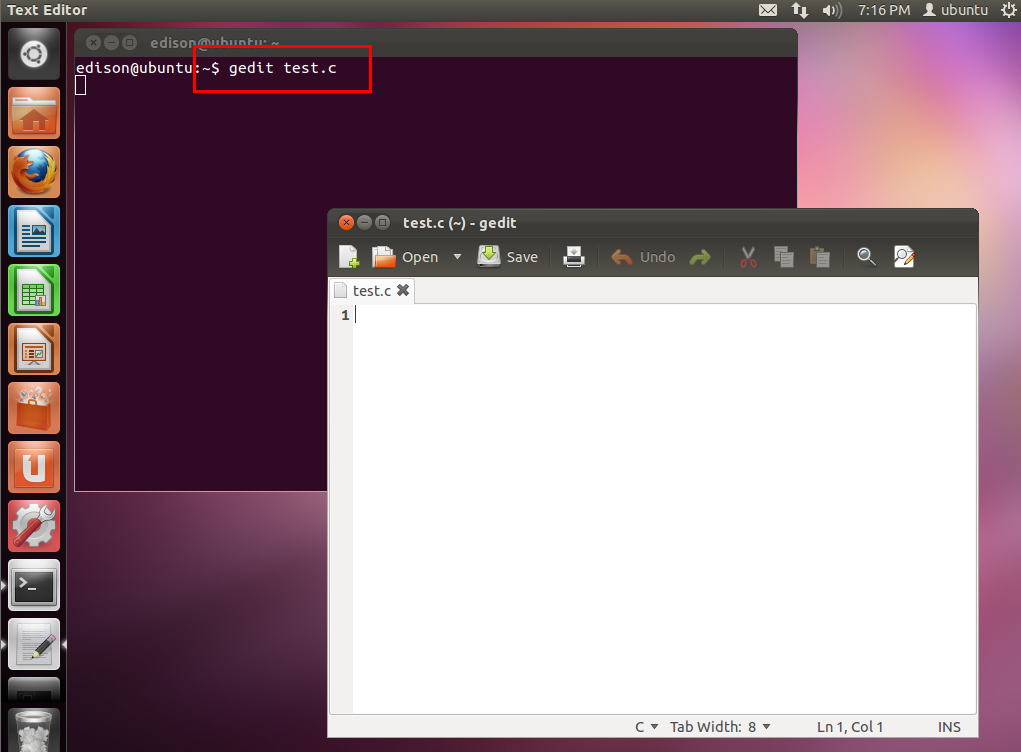 Text Editor
7:16 PM ubuntu
edison@ubuntu: ~
edison@ubuntu:~$ gedit test.c
test.c (~) - gedit
Open Save Undo
test.c
1
C Tab Width: 8 Ln 1, Col 1 INS